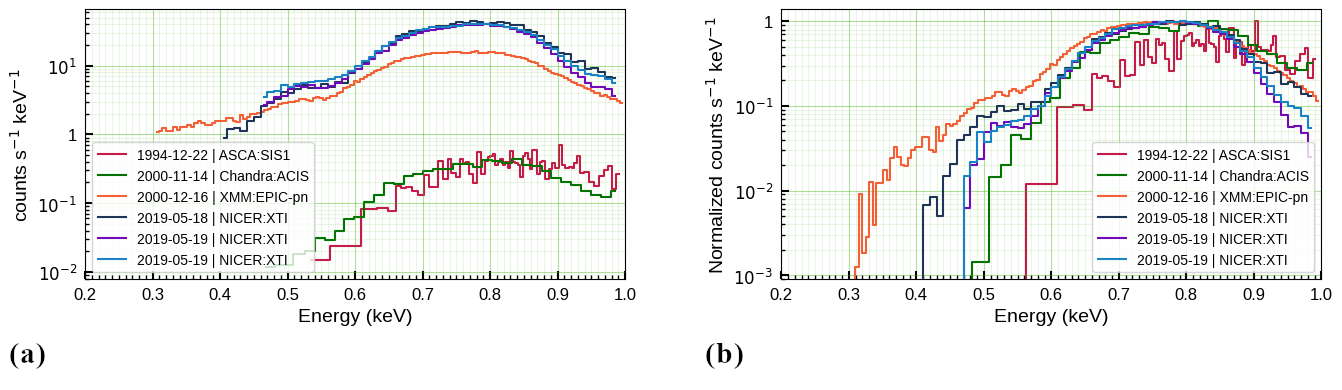 counts s⁻¹ keV⁻¹
10¹
1
10⁻¹
10⁻²
1994-12-22 | ASCA:SIS1
2000-11-14 | Chandra:ACIS
2000-12-16 | XMM:EPIC-pn
2019-05-18 | NICER:XTI
2019-05-19 | NICER:XTI
2019-05-19 | NICER:XTI
0.2 0.3 0.4 0.5 0.6 0.7 0.8 0.9 1.0
Energy (keV)
(a)
Normalized counts s⁻¹ keV⁻¹
1
10⁻¹
10⁻²
10⁻³
1994-12-22 | ASCA:SIS1
2000-11-14 | Chandra:ACIS
2000-12-16 | XMM:EPIC-pn
2019-05-18 | NICER:XTI
2019-05-19 | NICER:XTI
2019-05-19 | NICER:XTI
0.2 0.3 0.4 0.5 0.6 0.7 0.8 0.9 1.0
Energy (keV)
(b)